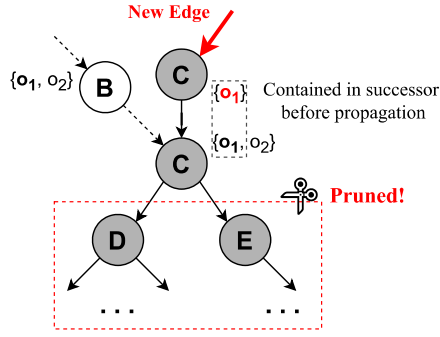 New Edge
{o₁, o₂}
B
C
{o₁}
Contained in successor
before propagation
{o₁, o₂}
C
Pruned!
D
E
...
...